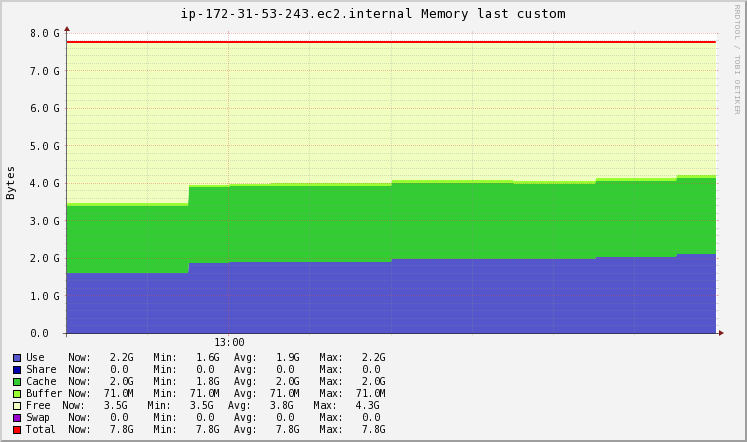 ip-172-31-53-243.ec2.internal Memory last custom
RRDTOOL / TOBI OETIKER
Bytes
8.0 G
7.0 G
6.0 G
5.0 G
4.0 G
3.0 G
2.0 G
1.0 G
0.0
13:00
Use Now: 2.2G Min: 1.6G Avg: 1.9G Max: 2.2G
Share Now: 0.0 Min: 0.0 Avg: 0.0 Max: 0.0
Cache Now: 2.0G Min: 1.8G Avg: 2.0G Max: 2.0G
Buffer Now: 71.0M Min: 71.0M Avg: 71.0M Max: 71.0M
Free Now: 3.5G Min: 3.5G Avg: 3.8G Max: 4.3G
Swap Now: 0.0 Min: 0.0 Avg: 0.0 Max: 0.0
Total Now: 7.8G Min: 7.8G Avg: 7.8G Max: 7.8G